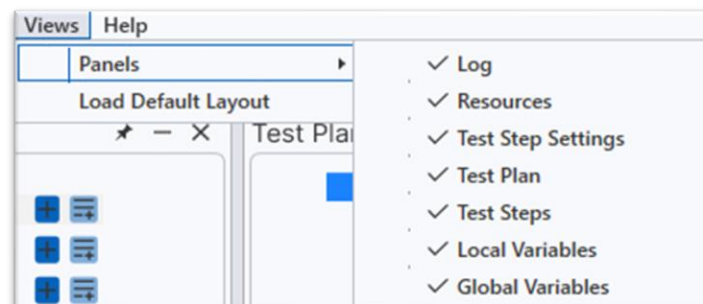 Views Help
Panels
Load Default Layout
Test Pla
Log
Resources
Test Step Settings
Test Plan
Test Steps
Local Variables
Global Variables